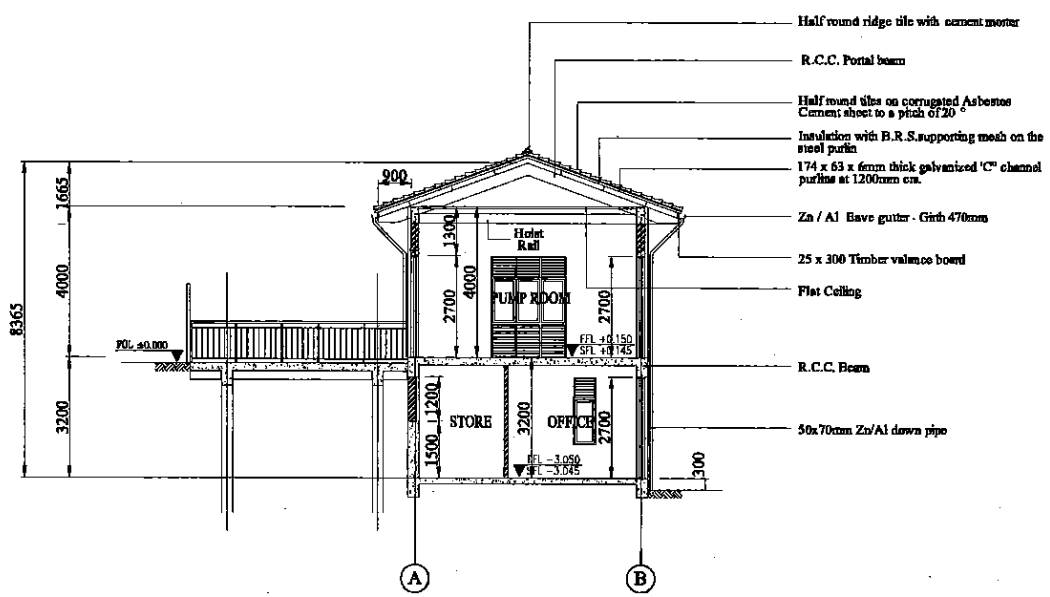 Half round ridge tile with cement morter
R.C.C. Portal beam
Half round tiles on corrugated Asbestos
Cement sheet to a pitch of 20 °
Insulation with B.R.S.supporting mesh on the
steel purlin
174 x 63 x 6mm thick galvanized "C" channel
purlins at 1200mm crs.
Zn / Al Eave gutter - Girth 470mm
25 x 300 Timber valance board
Flat Ceiling
R.C.C. Beam
50x70mm Zn/Al down pipe
900
1665
4000
3200
8365
1300
4000
2700
Hoist
Rail
PUMP ROOM
2700
FFL +0.150
SFL +0.145
FGL ±0.000
1200
1500
STORE
3200
OFFICE
2700
FFL -3.050
SFL -3.045
300
A
B